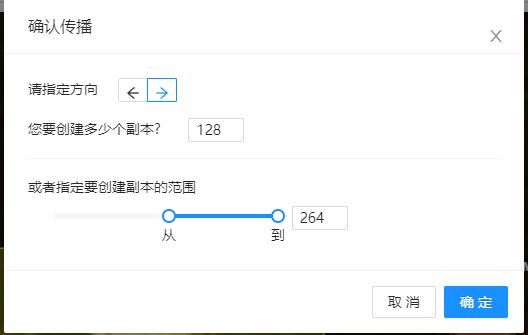 确认传播
请指定方向
您要创建多少个副本? 128
或者指定要创建副本的范围
264
从 到
取 消 确 定